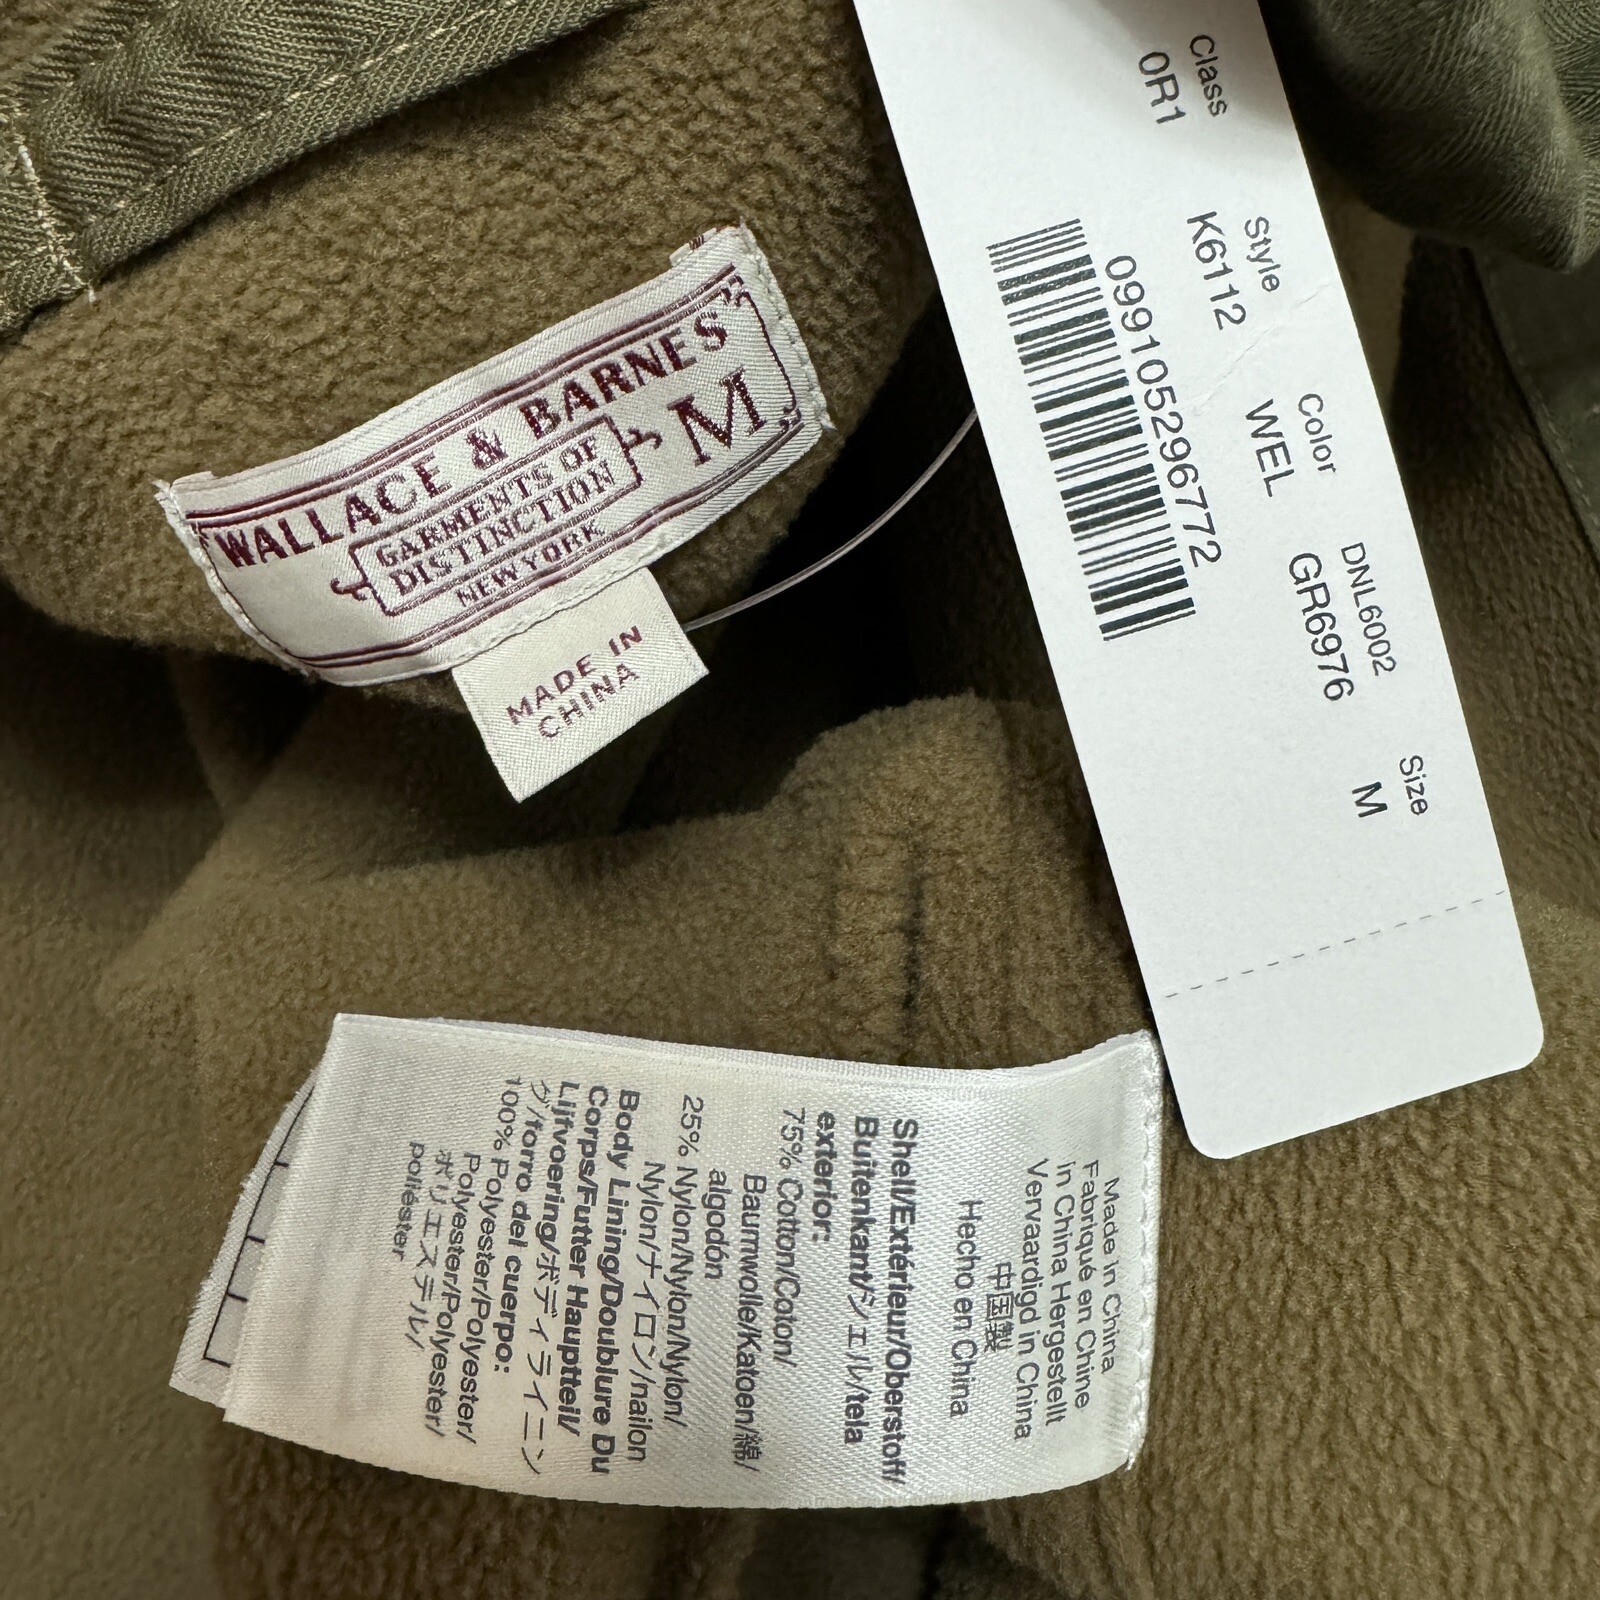 WALLACE & BARNES
GARMENTS OF
DISTINCTION
NEW YORK
M
MADE IN
CHINA
Class
0R1
Style
K6112
Color
WEL
DNL6002
GR6976
Size
M
099105296772
Made in China
Fabriqué en Chine
in China Hergestellt
Vervaardigd in China
中国製
Hecho en China
Shell/Extérieur/Oberstoff/
Buitenkant/シェル/tela
exterior:
75% Cotton/Coton/
Baumwolle/Katoen/綿/
algodón
25% Nylon/Nylon/Nylon/
Nylon/ナイロン/nailon
Body Lining/Doublure Du
Corps/Futter Hauptteil/
Lijfvoering/ボディライニン
グ/forro del cuerpo:
100% Polyester/
Polyester/Polyester/
Polyester/Polyester/
ポリエステル/
poliéster